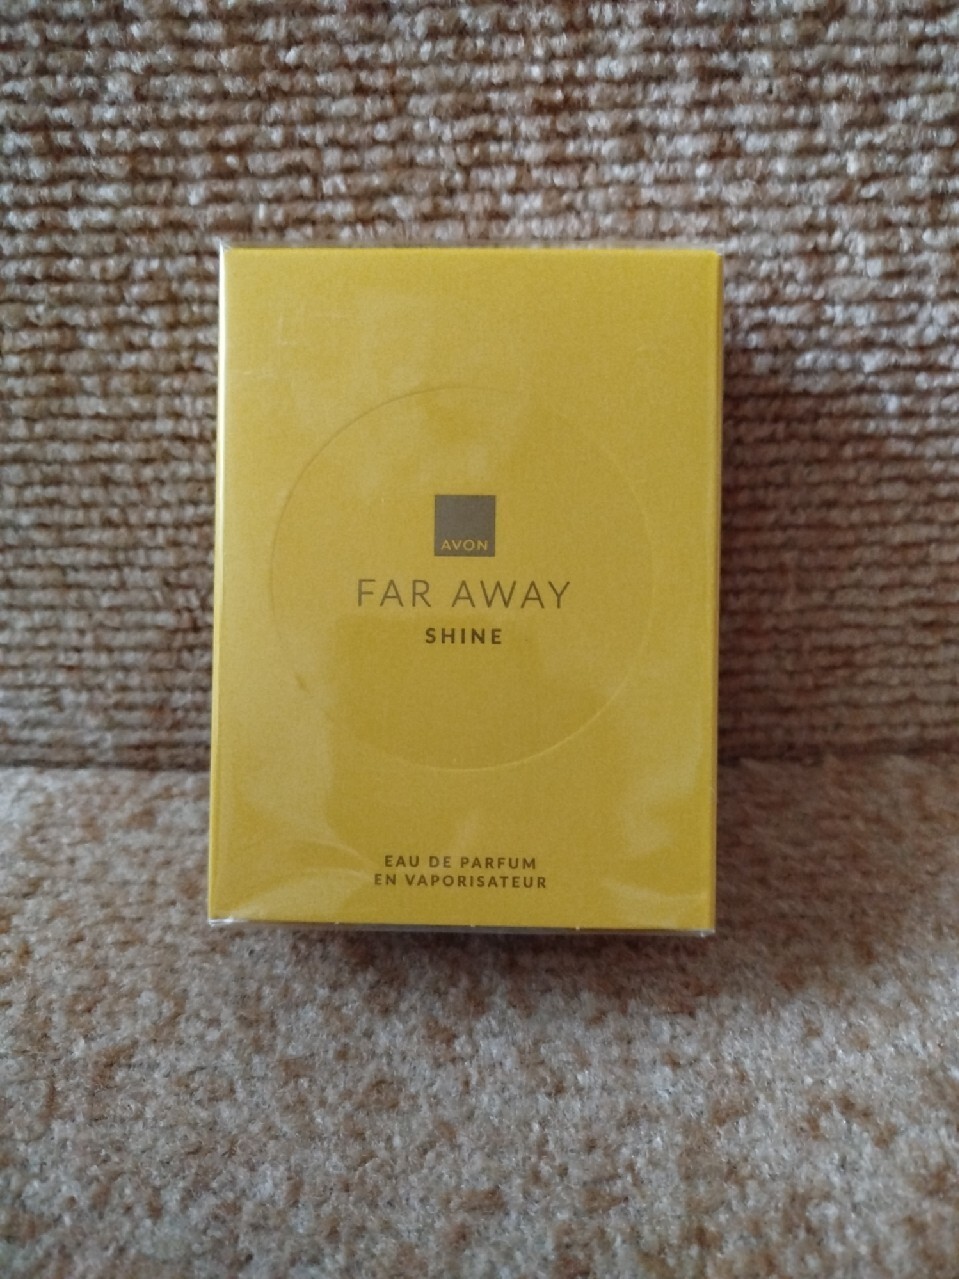 AVON
FAR AWAY
SHINE
EAU DE PARFUM
EN VAPORISATEUR